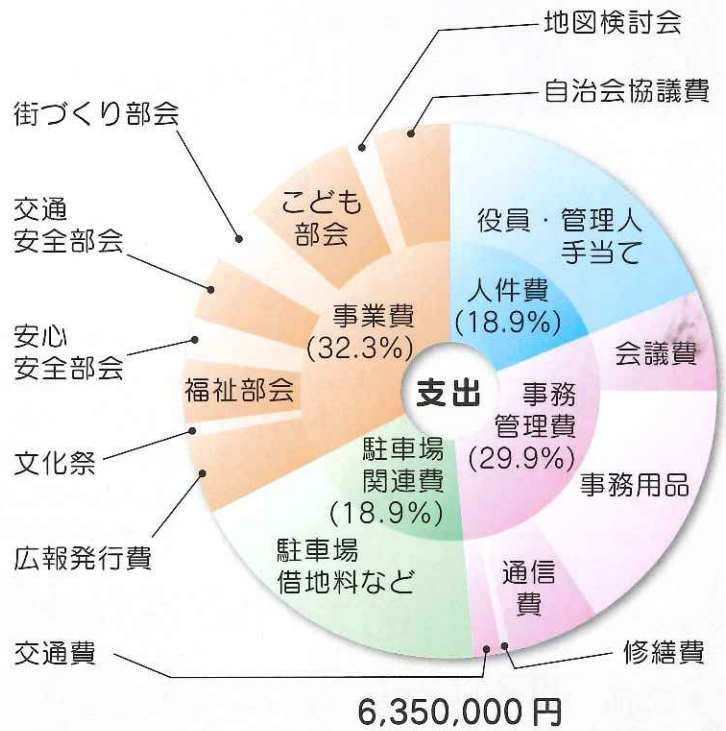 地図検討会
自治会協議費
街づくり部会
交通
安全部会
安心
安全部会
文化祭
広報発行費
交通費
こども
部会
福祉部会
事業費
(32.3%)
役員・管理人
手当て
人件費
(18.9%)
支出
会議費
事務
管理費
(29.9%)
事務用品
駐車場
関連費
(18.9%)
駐車場
借地料など
通信
費
修繕費
6,350,000円